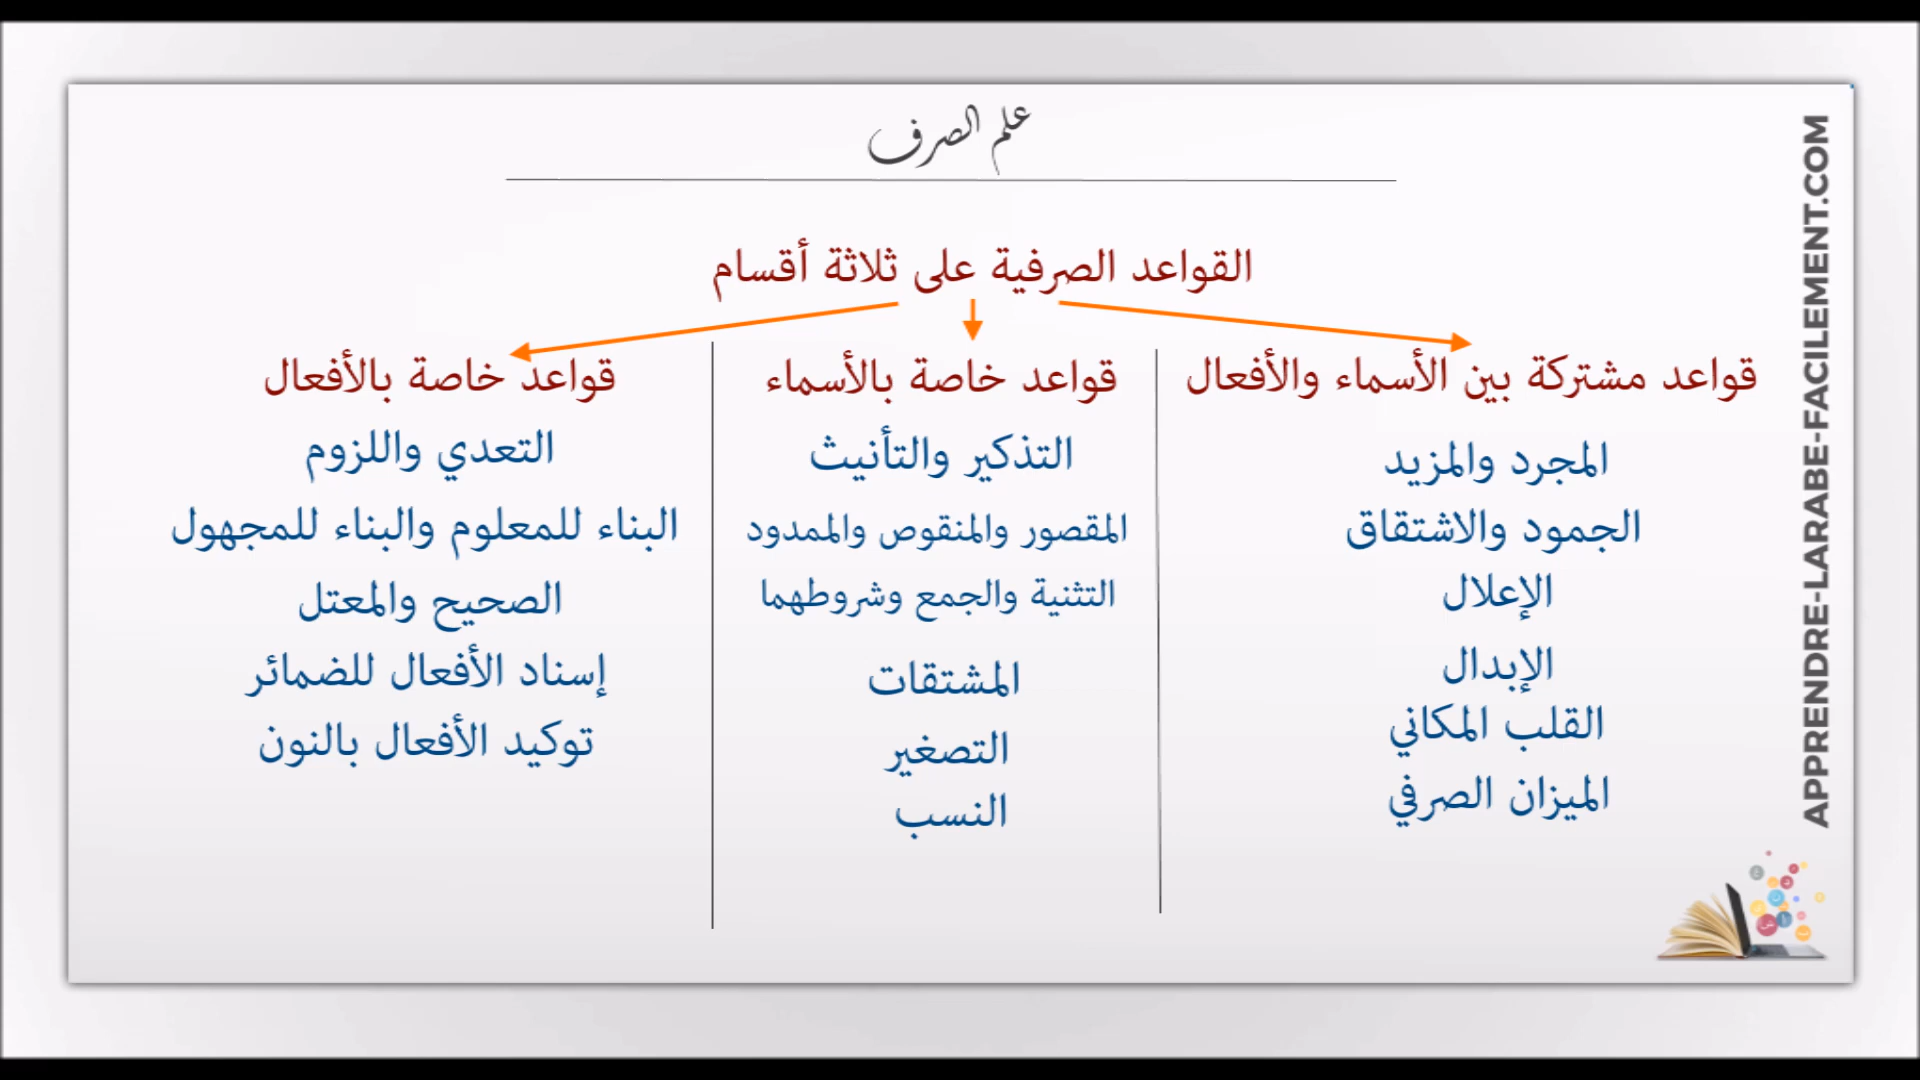 علم الصرف
القواعد الصرفية على ثلاثة أقسام
قواعد مشتركة بين الأسماء والأفعال
المجرد والمزيد
الجمود والاشتقاق
الإعلال
الإبدال
القلب المكاني
الميزان الصرفي
قواعد خاصة بالأسماء
التذكير والتأنيث
المقصور والمنقوص والممدود
التثنية والجمع وشروطهما
المشتقات
التصغير
النسب
قواعد خاصة بالأفعال
التعدي واللزوم
البناء للمعلوم والبناء للمجهول
الصحيح والمعتل
إسناد الأفعال للضمائر
توكيد الأفعال بالنون
APPRENDRE-LARABE-FACILEMENT.COM